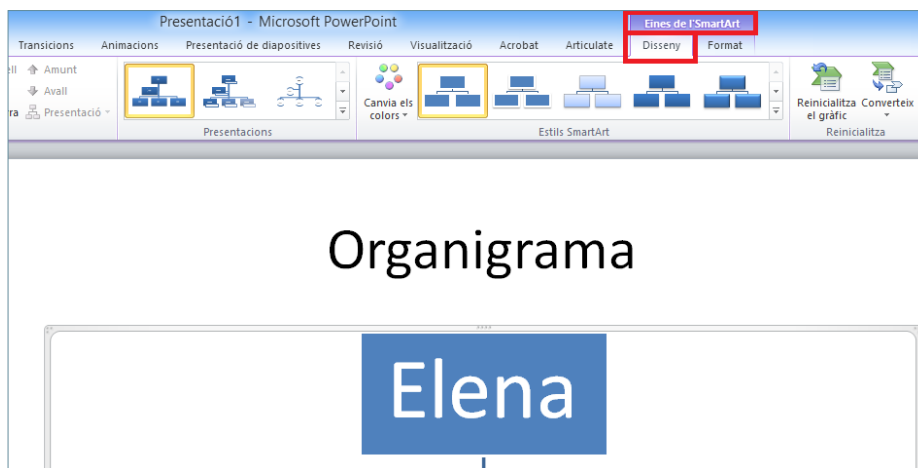 Presentació1 - Microsoft PowerPoint
Eines de l'SmartArt
Transicions Animacions Presentació de diapositives Revisió Visualització Acrobat Articulate Disseny Format
Amunt
Avall
Presentació
Canvia els
colors
Reinicialitza
el gràfic
Converteix
Presentacions Estils SmartArt Reinicialitza
Organigrama
Elena